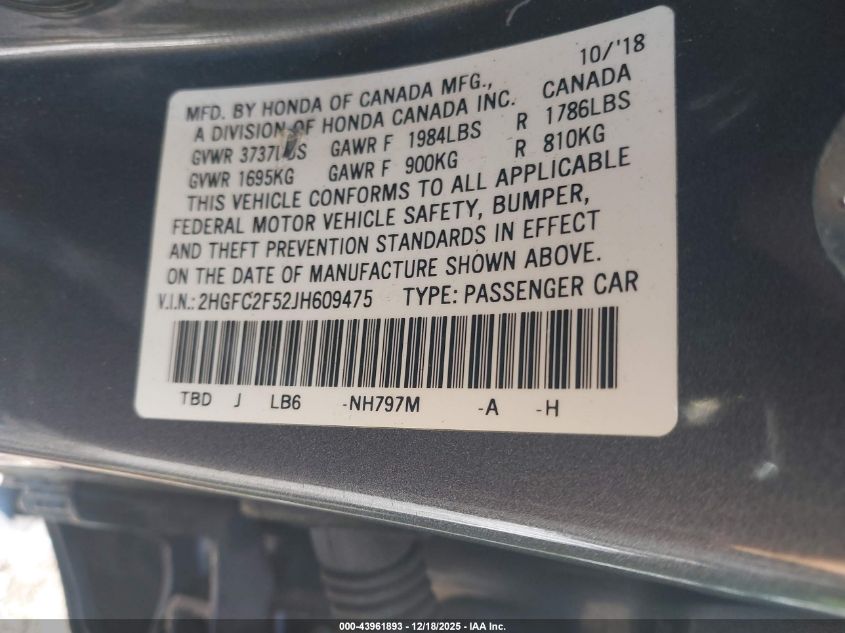 10/'18
MFD. BY HONDA OF CANADA MFG.,
A DIVISION OF HONDA CANADA INC. CANADA
GVWR GAWR F 1984LBS R 1786LBS
GVWR 1695KG GAWR F 900KG R 810KG
THIS VEHICLE CONFORMS TO ALL APPLICABLE
FEDERAL MOTOR VEHICLE SAFETY, BUMPER,
AND THEFT PREVENTION STANDARDS IN EFFECT
ON THE DATE OF MANUFACTURE SHOWN ABOVE.
V.I.N.: 2HGFC2F52JH609475 TYPE: PASSENGER CAR
TBD J LB6 -NH797M -A -H
000-43961893 / 12/18/2025 - IAA Inc.